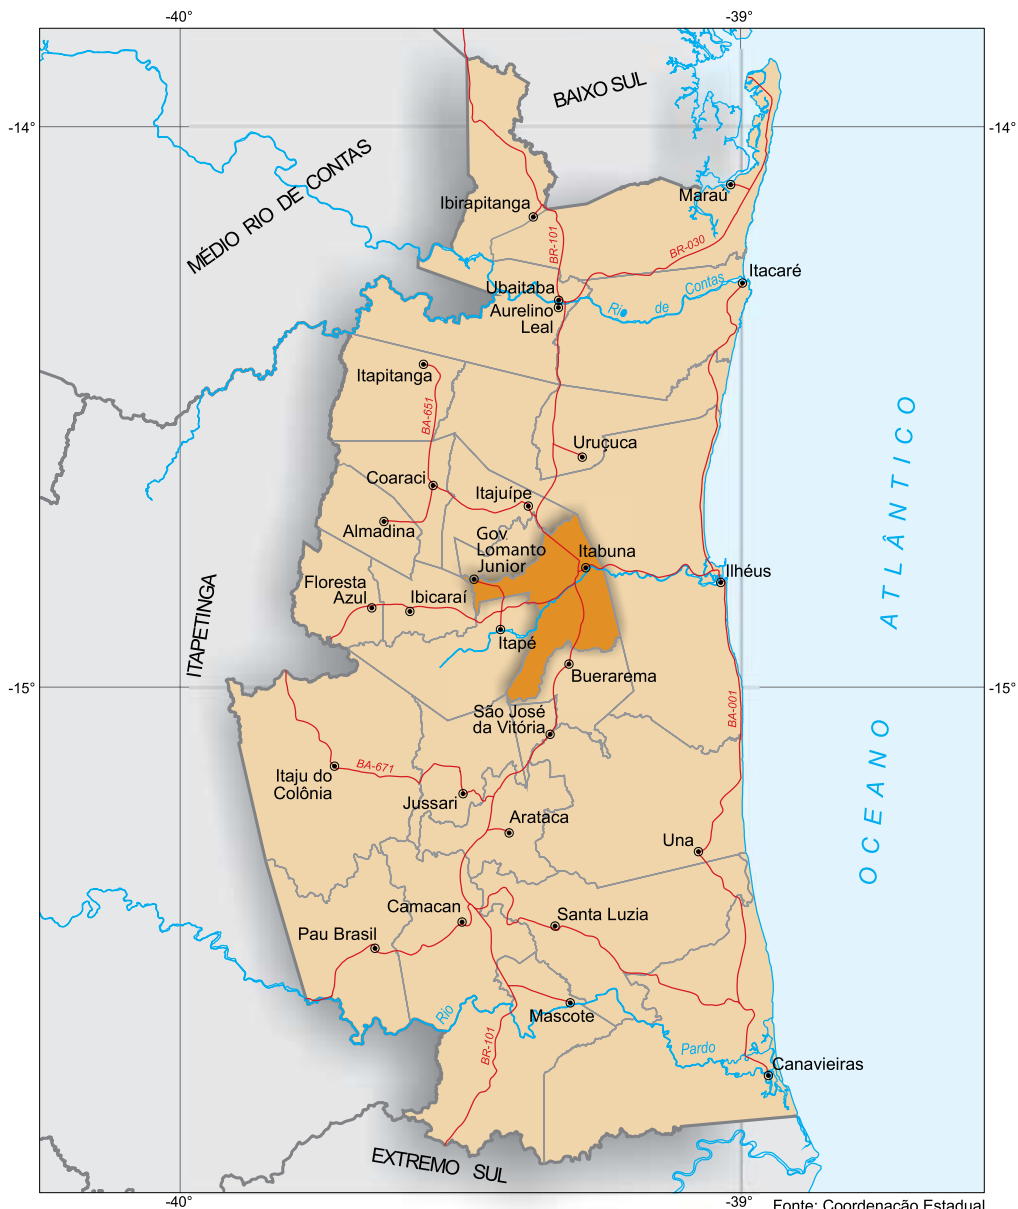 -40°
-39°
BAIXO SUL
-14°
-14°
MÉDIO RIO DE CONTAS
Maraú
Ibirapitanga
BR-101
BR-030
Itacaré
Ubaitaba
Rio de Contas
Aurelino
Leal
Itapitanga
BA-651
Uruçuca
Coaraci
Itajuípe
Almadina
Gov.
Lomanto
Junior
Itabuna
Ilhéus
Floresta
Azul
Ibicaraí
Itapé
ITAPETINGA
OCEANO ATLÂNTICO
Buerarema
-15°
-15°
BA-001
São José
da Vitória
BA-671
Itaju do
Colônia
Jussari
Arataca
Una
Camacan
Santa Luzia
Pau Brasil
Mascote
Rio Pardo
BR-101
Canavieiras
EXTREMO SUL
-40°
-39°
Fonte: Coordenação Estadual